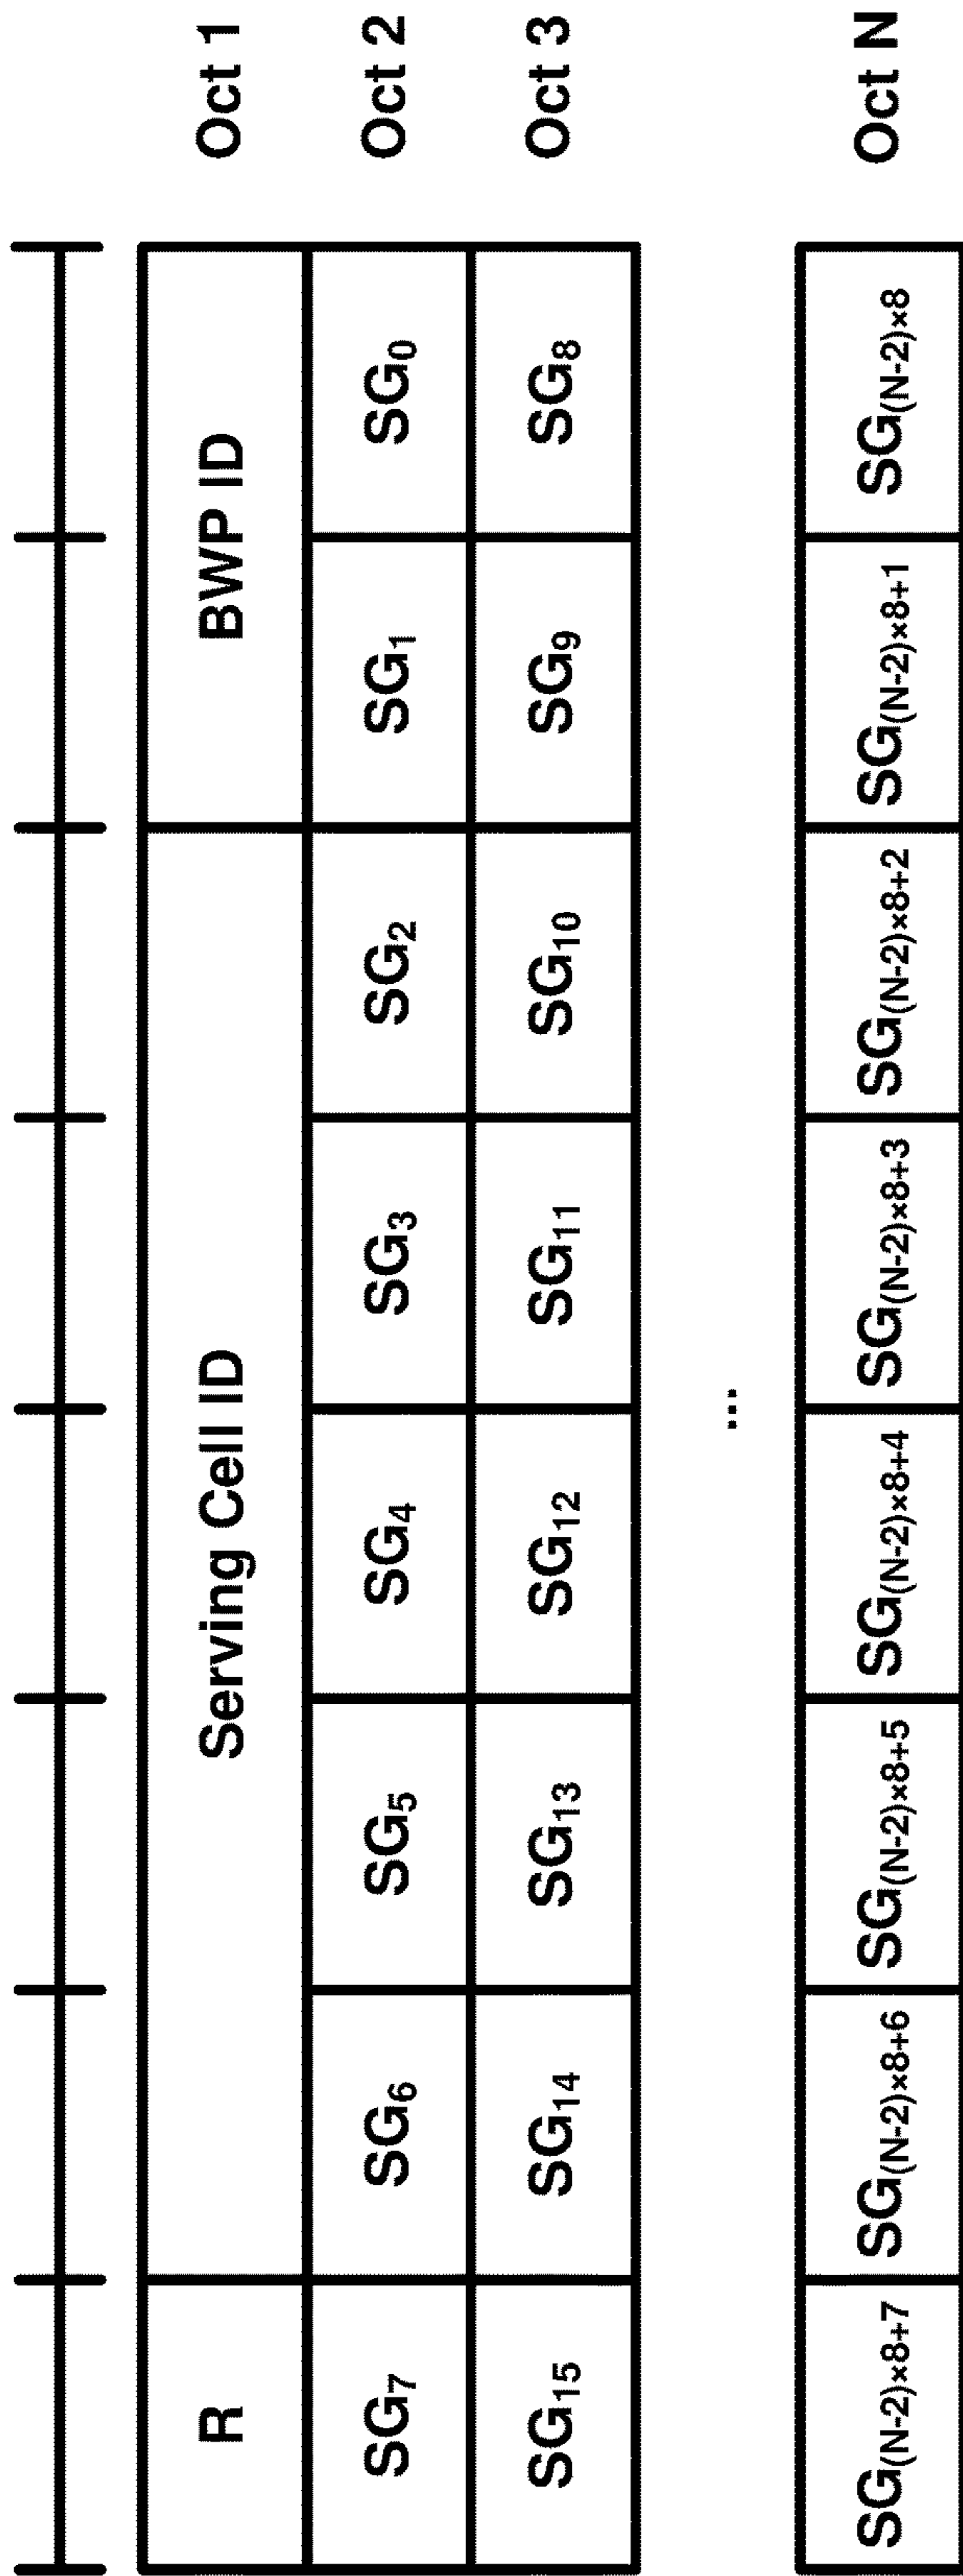 R Serving Cell ID BWP ID Oct 1
SG₇ SG₆ SG₅ SG₄ SG₃ SG₂ SG₁ SG₀ Oct 2
SG₁₅ SG₁₄ SG₁₃ SG₁₂ SG₁₁ SG₁₀ SG₉ SG₈ Oct 3
...
SG(N-2)×8+7 SG(N-2)×8+6 SG(N-2)×8+5 SG(N-2)×8+4 SG(N-2)×8+3 SG(N-2)×8+2 SG(N-2)×8+1 SG(N-2)×8 Oct N